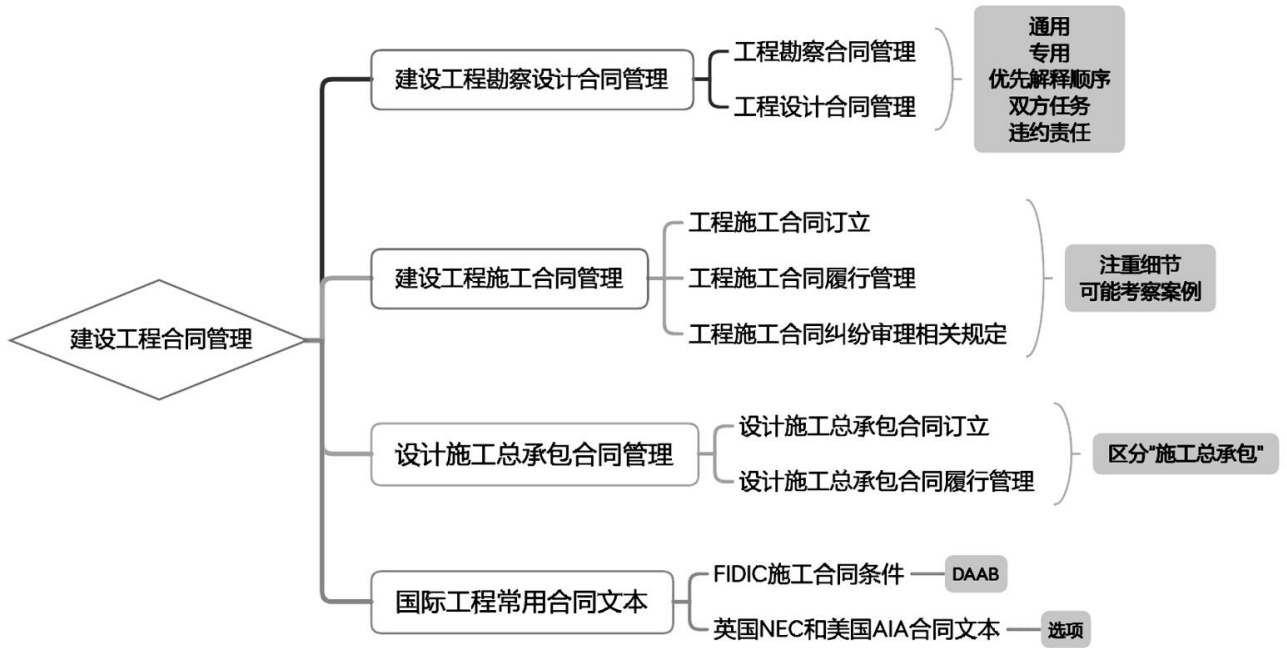 建设工程合同管理
建设工程勘察设计合同管理
工程勘察合同管理
工程设计合同管理
通用
专用
优先解释顺序
双方任务
违约责任
建设工程施工合同管理
工程施工合同订立
工程施工合同履行管理
工程施工合同纠纷审理相关规定
注重细节
可能考察案例
设计施工总承包合同管理
设计施工总承包合同订立
设计施工总承包合同履行管理
区分"施工总承包"
国际工程常用合同文本
FIDIC施工合同条件
DAAB
英国NEC和美国AIA合同文本
选项